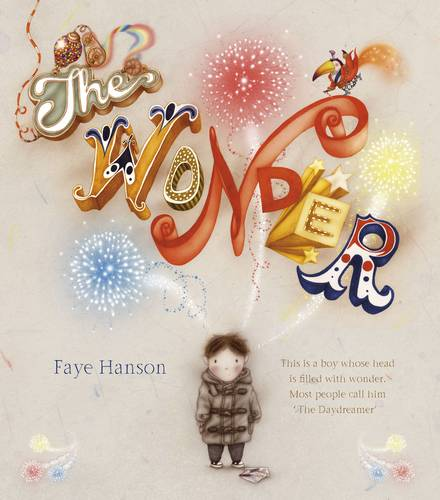 The
WONDER
Faye Hanson
This is a boy whose head
is filled with wonder.
Most people call him
'The Daydreamer'